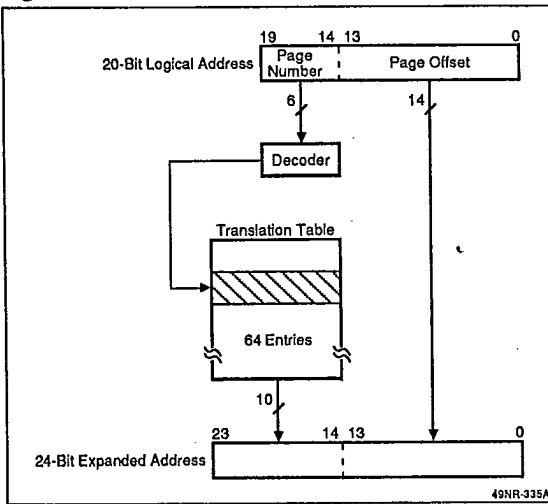 19 14 13 0
20-Bit Logical Address Page Number Page Offset
6 14
Decoder
Translation Table
64 Entries
10
23 14 13 0
24-Bit Expanded Address
49NR-335A